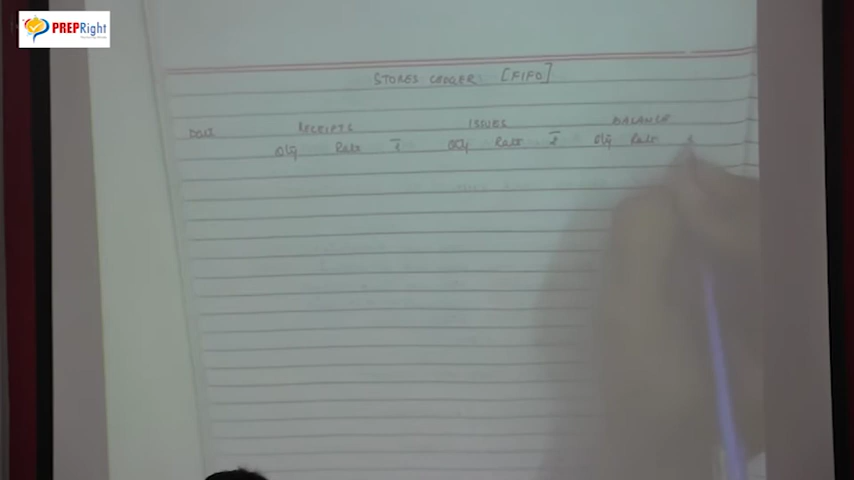 PREPRight
STORES LEDGER [FIFO]
DATE RECEIPTS ISSUES BALANCE
Qty Rate ₹ Qty Rate ₹ Qty Rate